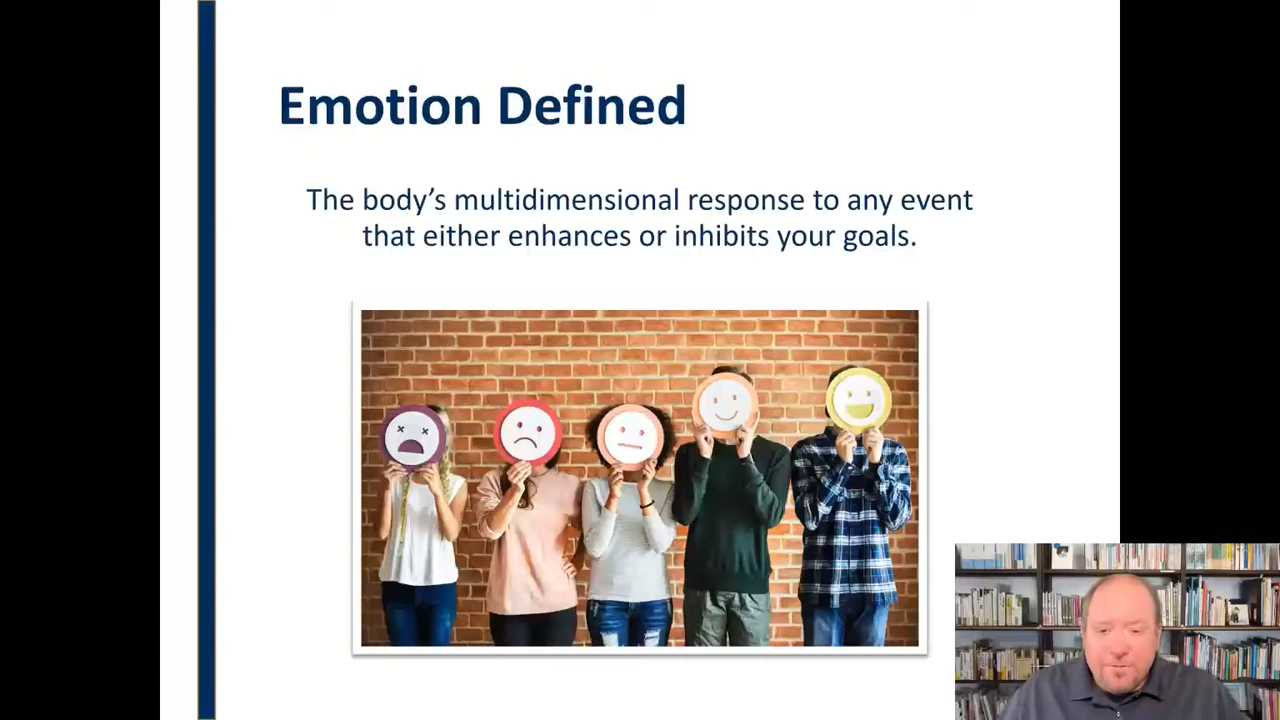 Emotion Defined
The body’s multidimensional response to any event
that either enhances or inhibits your goals.